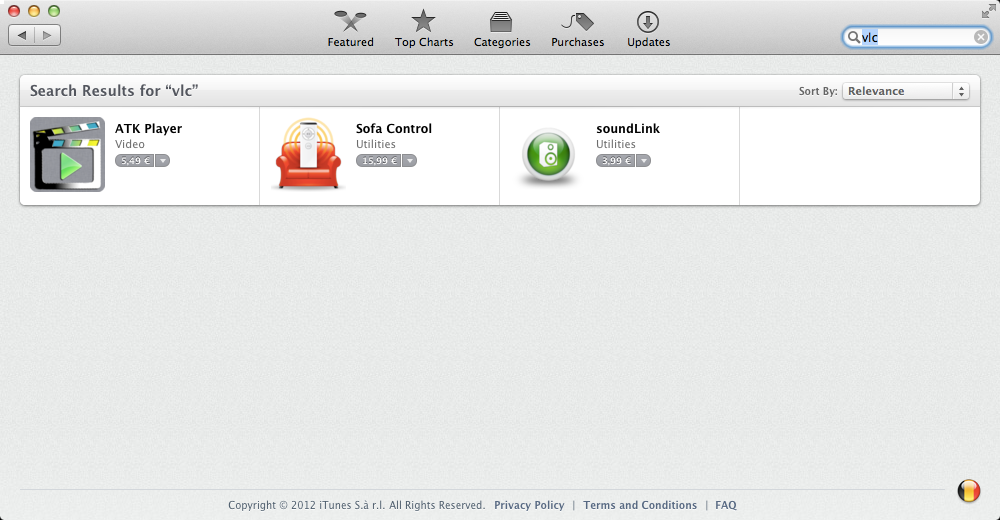 Featured
Top Charts
Categories
Purchases
Updates
vlc
Search Results for “vlc”
Sort By: Relevance
ATK Player
Video
5,49 €
Sofa Control
Utilities
15,99 €
soundLink
Utilities
3,99 €
Copyright © 2012 iTunes S.à r.l. All Rights Reserved. Privacy Policy | Terms and Conditions | FAQ